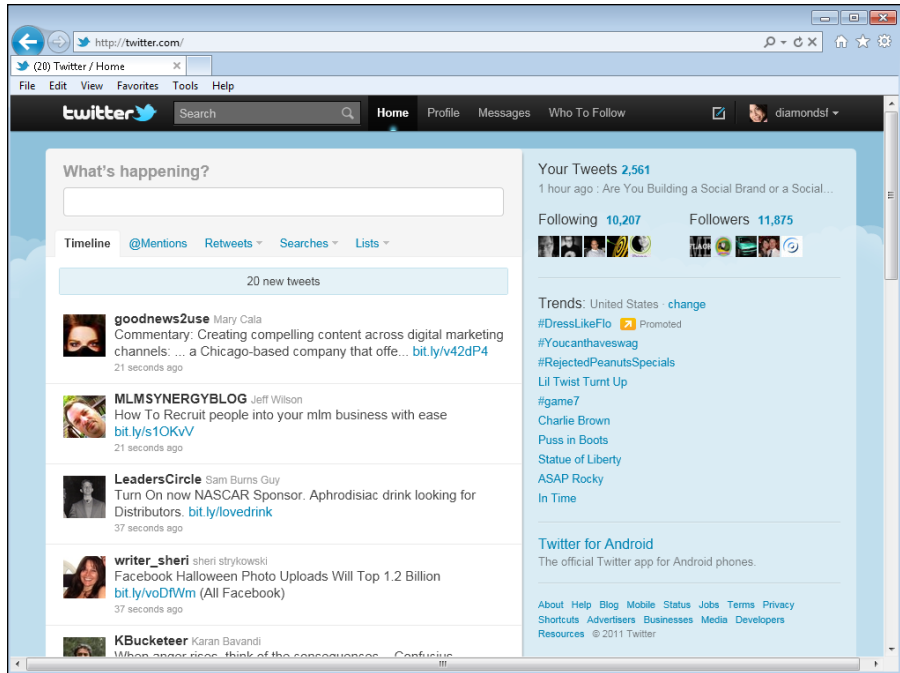 http://twitter.com/
(20) Twitter / Home
File Edit View Favorites Tools Help
twitter Search Home Profile Messages Who To Follow diamondsf
What's happening?
Timeline @Mentions Retweets Searches Lists
20 new tweets
goodnews2use Mary Cala
Commentary: Creating compelling content across digital marketing
channels: ... a Chicago-based company that offe... bit.ly/v42dP4
21 seconds ago
MLMSYNERGYBLOG Jeff Wilson
How To Recruit people into your mlm business with ease
bit.ly/s1OKvV
21 seconds ago
LeadersCircle Sam Burns Guy
Turn On now NASCAR Sponsor. Aphrodisiac drink looking for
Distributors. bit.ly/lovedrink
37 seconds ago
writer_sheri sheri strykowski
Facebook Halloween Photo Uploads Will Top 1.2 Billion
bit.ly/voDfWm (All Facebook)
37 seconds ago
KBucketeer Karan Bavandi
When anger rises, think of the consequences. Confucius
Your Tweets 2,561
1 hour ago : Are You Building a Social Brand or a Social...
Following 10,207 Followers 11,875
Trends: United States · change
#DressLikeFlo Promoted
#Youcanthaveswag
#RejectedPeanutsSpecials
Lil Twist Turnt Up
#game7
Charlie Brown
Puss in Boots
Statue of Liberty
ASAP Rocky
In Time
Twitter for Android
The official Twitter app for Android phones.
About Help Blog Mobile Status Jobs Terms Privacy
Shortcuts Advertisers Businesses Media Developers
Resources © 2011 Twitter